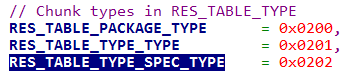 // Chunk types in RES_TABLE_TYPE
RES_TABLE_PACKAGE_TYPE = 0x0200,
RES_TABLE_TYPE_TYPE = 0x0201,
RES_TABLE_TYPE_SPEC_TYPE = 0x0202